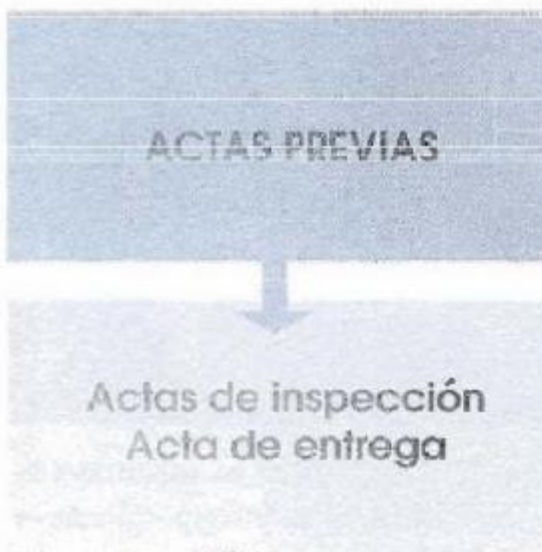 ACTAS PREVIAS
Actas de inspección
Acta de entrega